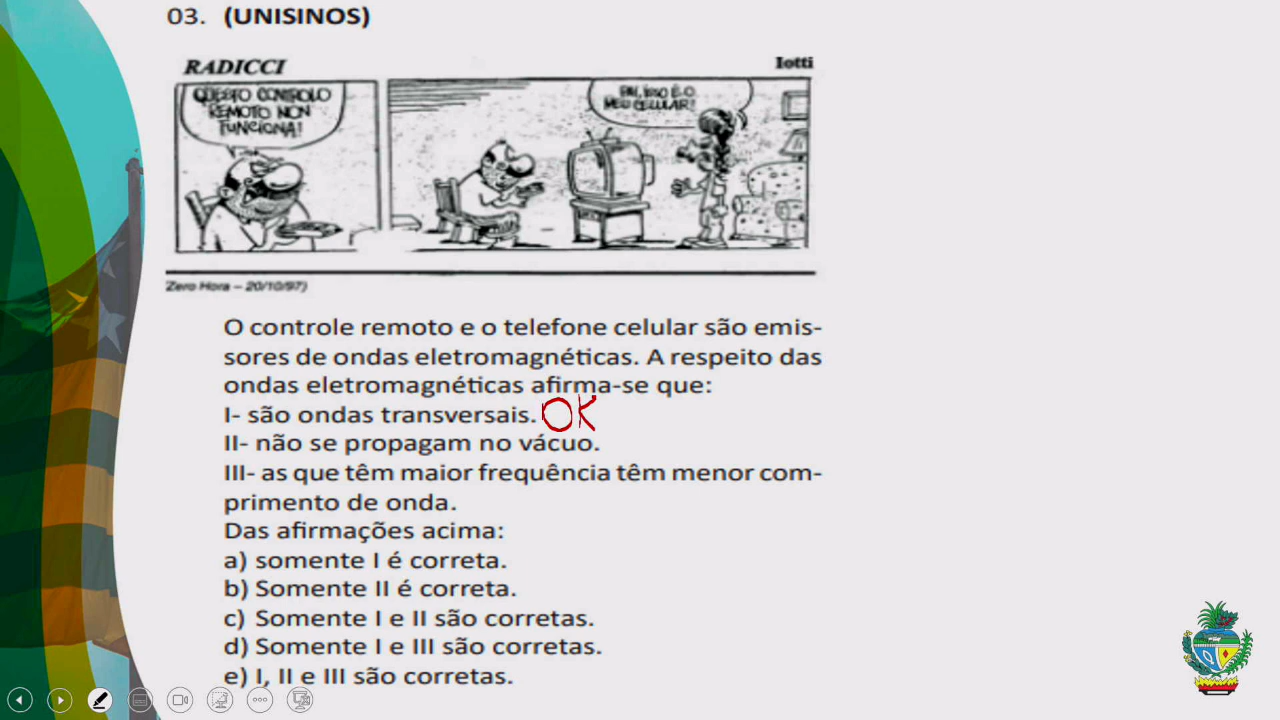 03. (UNISINOS)
RADICCI
Iotti
QUESTO CONTROLO
REMOTO NON
FUNCIONA!
PAI, ISSO É O
MEU CELULAR!
Zero Hora – 20/10/97)
O controle remoto e o telefone celular são emis-
sores de ondas eletromagnéticas. A respeito das
ondas eletromagnéticas afirma-se que:
I- são ondas transversais. OK
II- não se propagam no vácuo.
III- as que têm maior frequência têm menor com-
primento de onda.
Das afirmações acima:
a) somente I é correta.
b) Somente II é correta.
c) Somente I e II são corretas.
d) Somente I e III são corretas.
e) I, II e III são corretas.